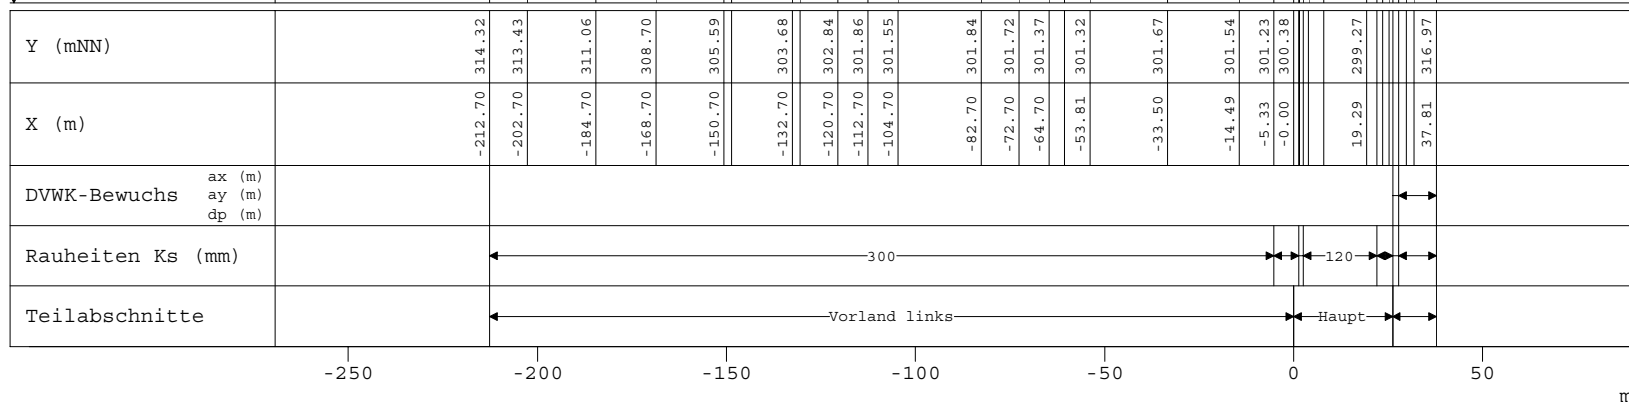 Y (mNN) 314.32 313.43 311.06 308.70 305.59 303.68 302.84 301.86 301.55 301.84 301.72 301.37 301.32 301.67 301.54 301.23 300.38 299.27 316.97
X (m) -212.70 -202.70 -184.70 -168.70 -150.70 -132.70 -120.70 -112.70 -104.70 -82.70 -72.70 -64.70 -53.81 -33.50 -14.49 -5.33 -0.00 19.29 37.81
ax (m)
DVWK-Bewuchs ay (m)
dp (m)
Rauheiten Ks (mm) 300 120
Teilabschnitte Vorland links Haupt
-250 -200 -150 -100 -50 0 50
m